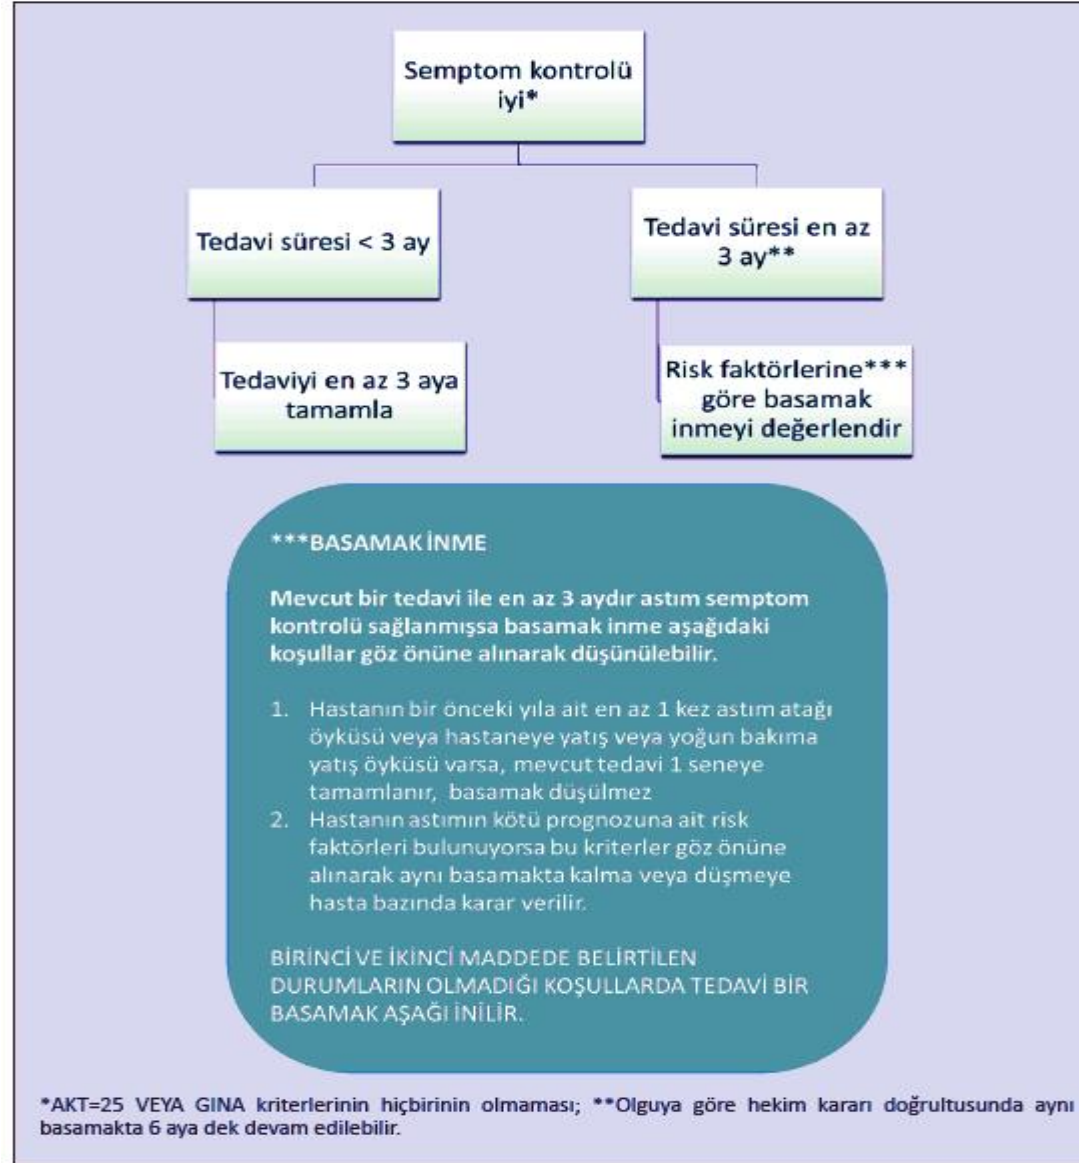 Semptom kontrolü
iyi*
Tedavi süresi < 3 ay
Tedavi süresi en az
3 ay**
Tedaviyi en az 3 aya
tamamla
Risk faktörlerine***
göre basamak
inmeyi değerlendir
***BASAMAK İNME
Mevcut bir tedavi ile en az 3 aydır astım semptom
kontrolü sağlanmışsa basamak inme aşağıdaki
koşullar göz önüne alınarak düşünülebilir.
1. Hastanın bir önceki yıla ait en az 1 kez astım atağı
öyküsü veya hastaneye yatış veya yoğun bakıma
yatış öyküsü varsa, mevcut tedavi 1 seneye
tamamlanır, basamak düşülmez
2. Hastanın astımın kötü prognozuna ait risk
faktörleri bulunuyorsa bu kriterler göz önüne
alınarak aynı basamakta kalma veya düşmeye
hasta bazında karar verilir.
BİRİNCİ VE İKİNCİ MADDEDE BELİRTİLEN
DURUMLARIN OLMADIĞI KOŞULLARDA TEDAVİ BİR
BASAMAK AŞAĞI İNİLİR.
*AKT=25 VEYA GINA kriterlerinin hiçbirinin olmaması; **Olguya göre hekim kararı doğrultusunda aynı
basamakta 6 aya dek devam edilebilir.